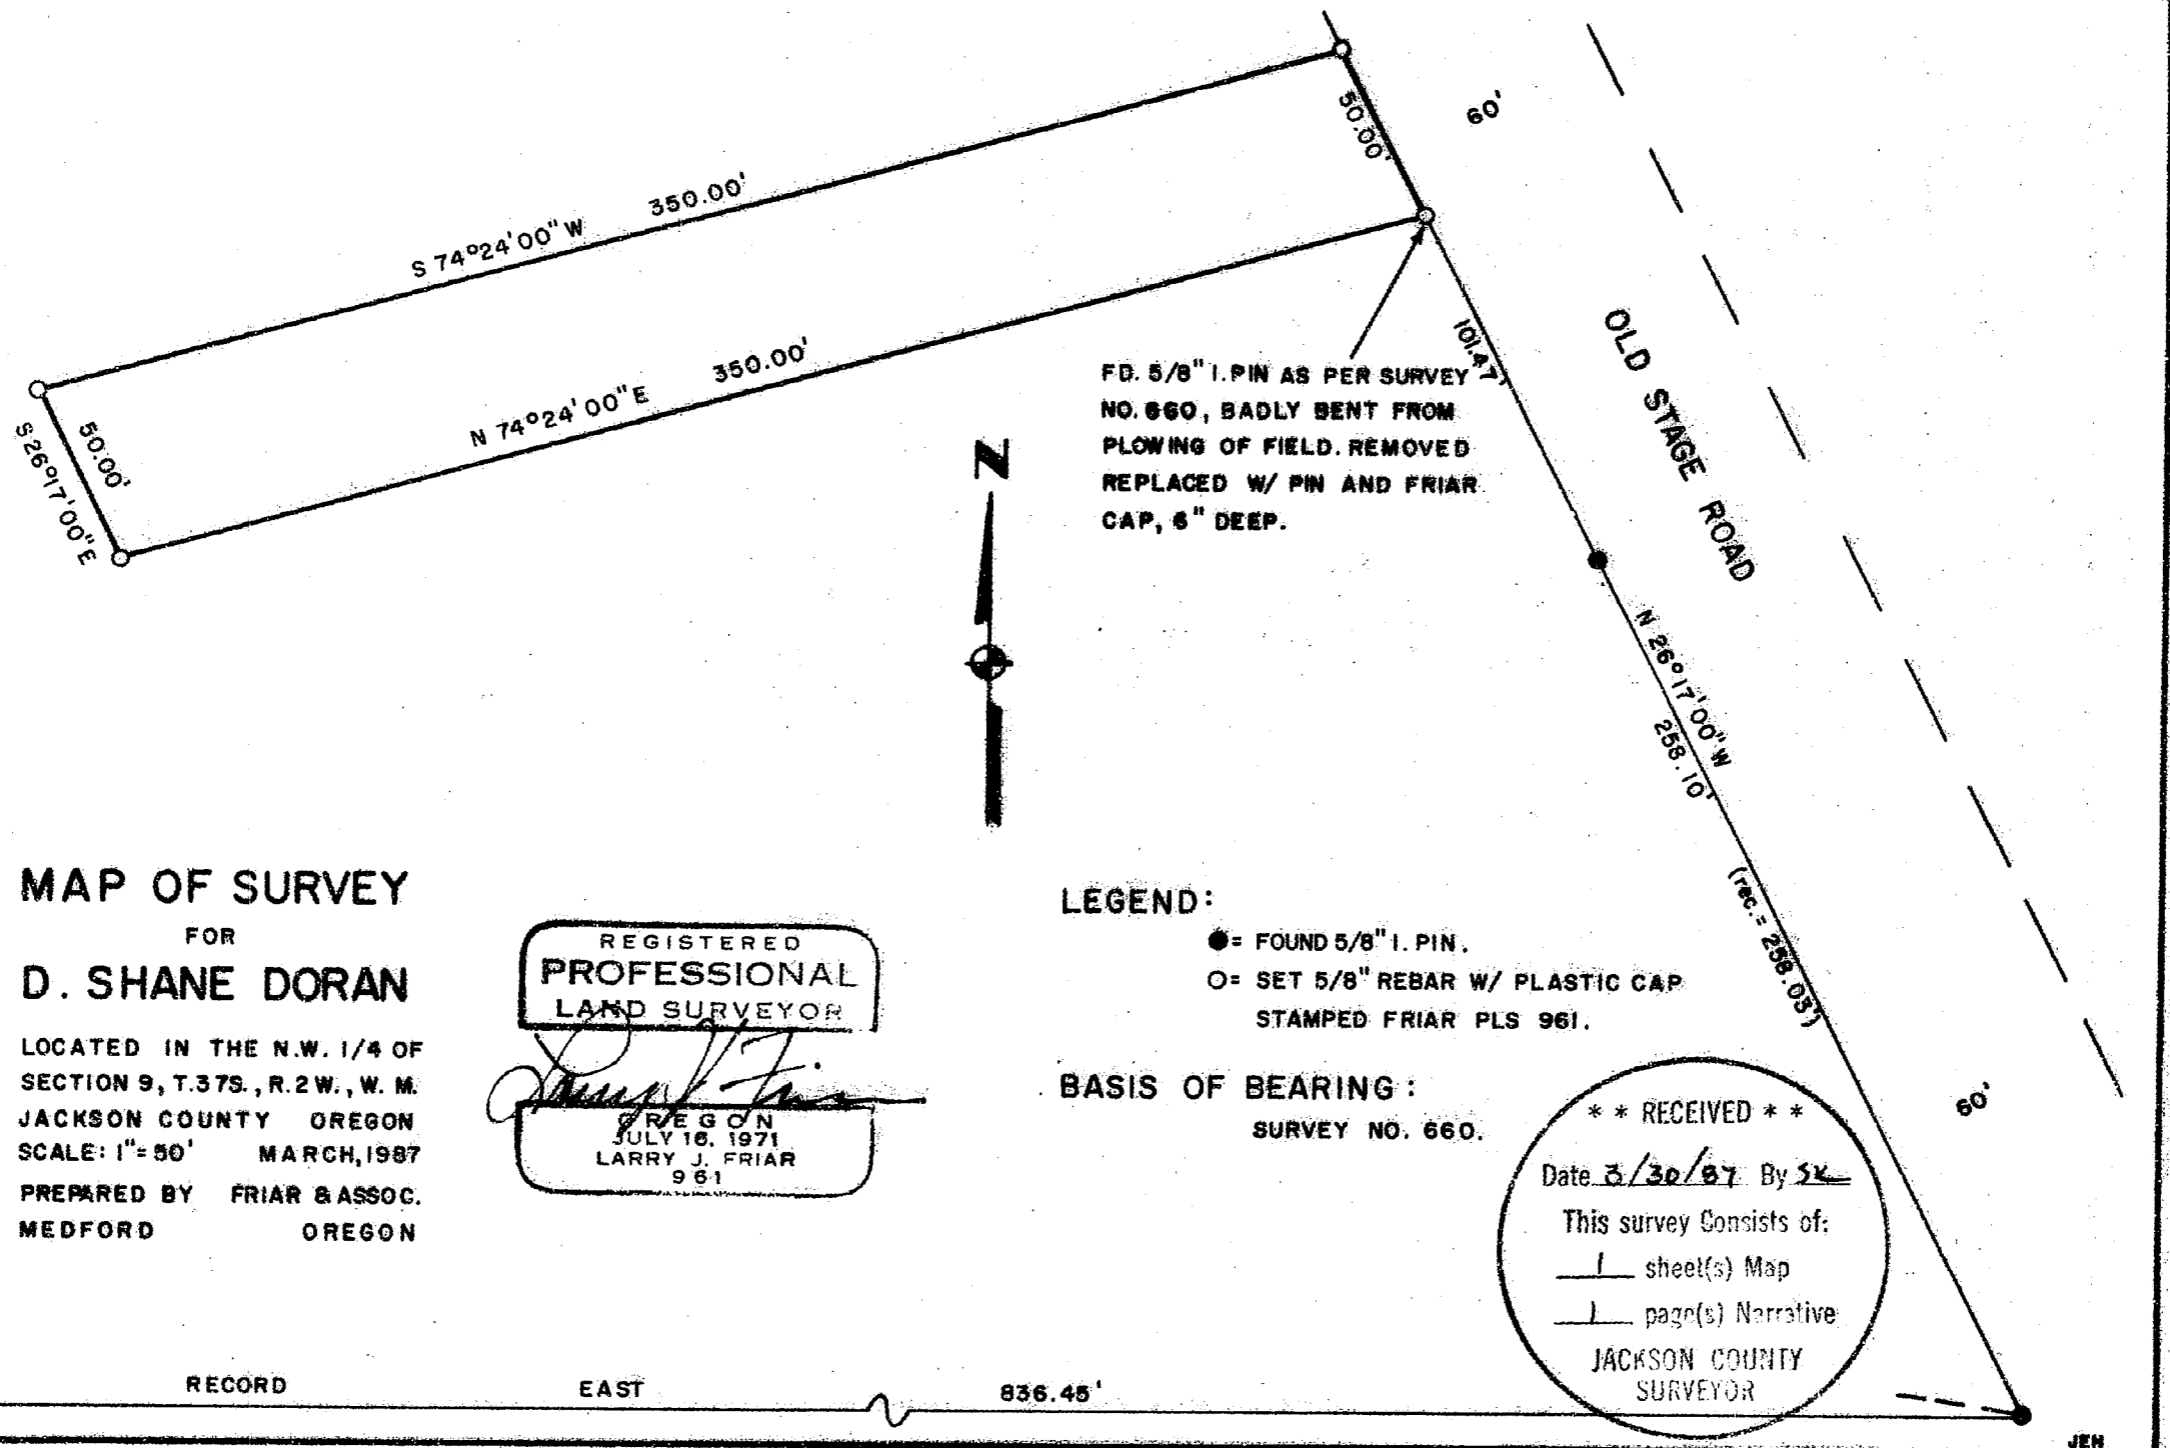 60'
50.00'
350.00'
S 74°24'00" W
350.00'
N 74°24'00" E
50.00'
S 26°17'00" E
101.47'
OLD STAGE ROAD
FD. 5/8" I. PIN AS PER SURVEY
NO. 660, BADLY BENT FROM
PLOWING OF FIELD. REMOVED
REPLACED W/ PIN AND FRIAR
CAP, 6" DEEP.
N
N 26°17'00" W
258.10'
(rec. = 258.03')
60'
MAP OF SURVEY
FOR
D. SHANE DORAN
LOCATED IN THE N.W. 1/4 OF
SECTION 9, T.37S., R.2W., W.M.
JACKSON COUNTY OREGON
SCALE: 1"= 50' MARCH, 1987
PREPARED BY FRIAR & ASSOC.
MEDFORD OREGON
REGISTERED
PROFESSIONAL
LAND SURVEYOR
Larry J. Friar
OREGON
JULY 16, 1971
LARRY J. FRIAR
961
LEGEND:
●= FOUND 5/8" I. PIN.
O= SET 5/8" REBAR W/ PLASTIC CAP
STAMPED FRIAR PLS 961.
BASIS OF BEARING:
SURVEY NO. 660.
* * RECEIVED * *
Date 3/30/87 By SK
This survey Consists of:
1 sheet(s) Map
1 page(s) Narrative
JACKSON COUNTY
SURVEYOR
RECORD EAST 836.45'
JEH